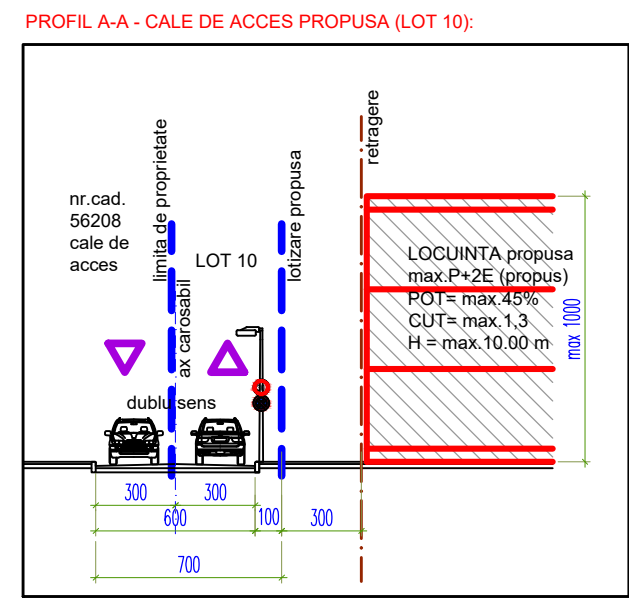 PROFIL A-A - CALE DE ACCES PROPUSA (LOT 10):
nr.cad.
56208
cale de
acces
limita de proprietate
ax carosabil
LOT 10
lotizare propusa
retragere
LOCUINTA propusa
max.P+2E (propus)
POT= max.45%
CUT= max.1,3
H = max.10.00 m
max 1000
dublu sens
300
300
600
100
300
700